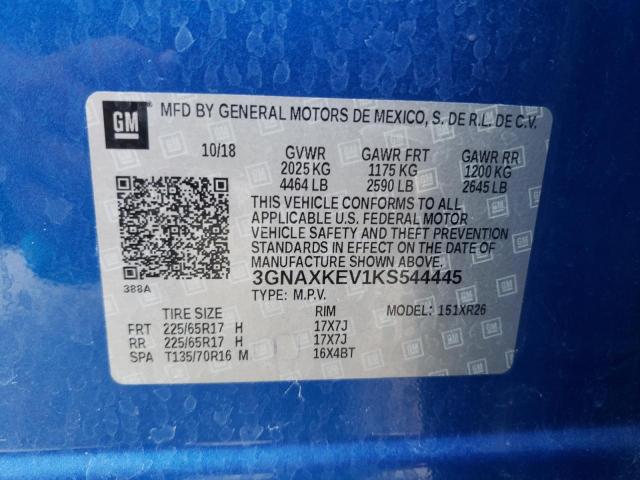 GM
MFD BY GENERAL MOTORS DE MEXICO, S. DE R.L. DE C.V.
10/18 GVWR GAWR FRT GAWR RR
2025 KG 1175 KG 1200 KG
4464 LB 2590 LB 2645 LB
THIS VEHICLE CONFORMS TO ALL
APPLICABLE U.S. FEDERAL MOTOR
VEHICLE SAFETY AND THEFT PREVENTION
STANDARDS IN EFFECT ON THE DATE OF
MANUFACTURE SHOWN ABOVE.
388A
3GNAXKEV1KS544445
TYPE: M.P.V.
TIRE SIZE RIM MODEL: 151XR26
FRT 225/65R17 H 17X7J
RR 225/65R17 H 17X7J
SPA T135/70R16 M 16X4BT